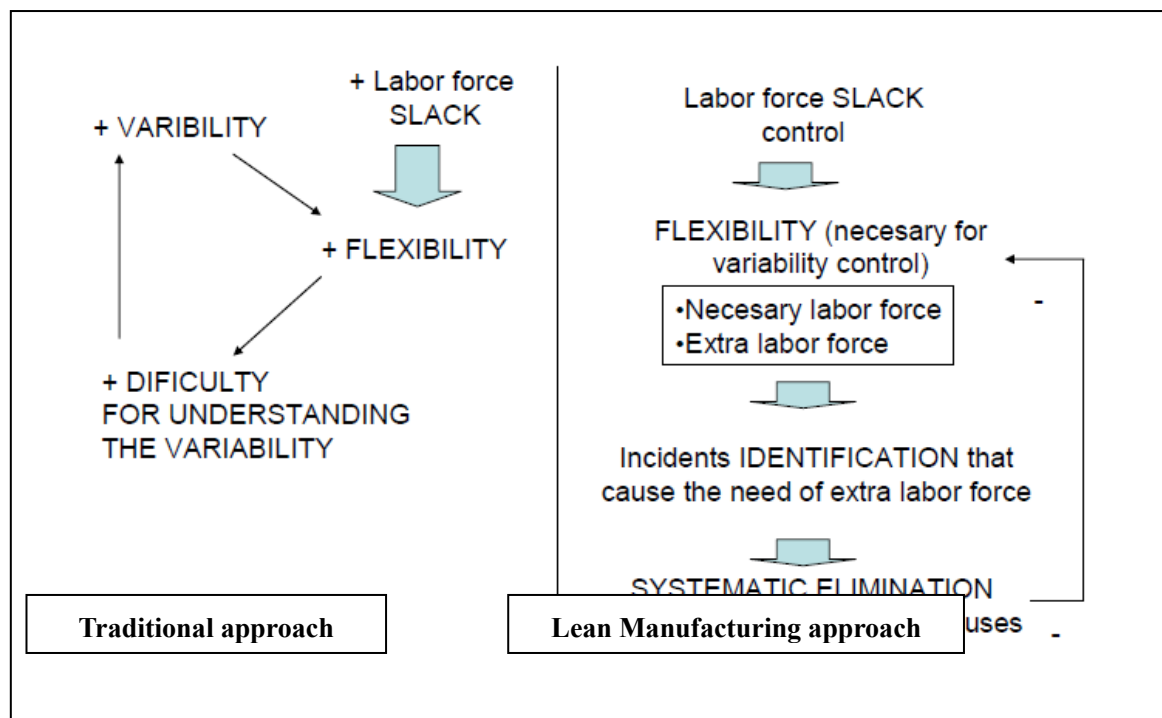 + Labor force
SLACK
+ VARIBILITY
+ FLEXIBILITY
+ DIFICULTY
FOR UNDERSTANDING
THE VARIABILITY
Traditional approach
Labor force SLACK
control
FLEXIBILITY (necesary for
variability control)
-
•Necesary labor force
•Extra labor force
Incidents IDENTIFICATION that
cause the need of extra labor force
SYSTEMATIC ELIMINATION
uses
-
Lean Manufacturing approach